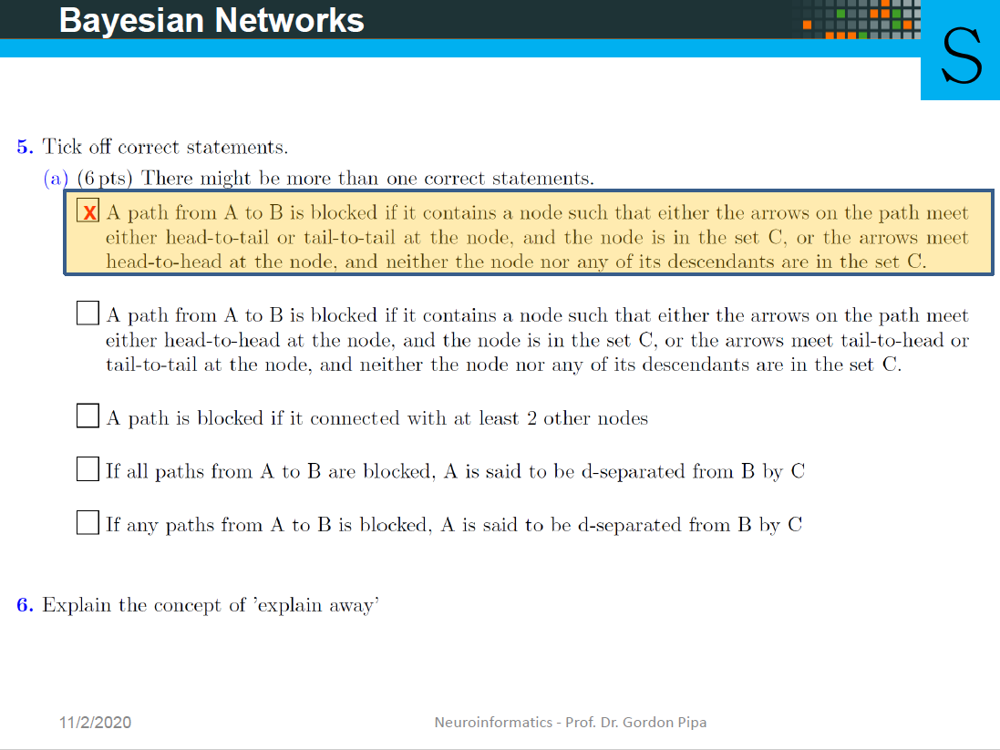 Bayesian Networks
S
5. Tick off correct statements.
(a) (6 pts) There might be more than one correct statements.
X A path from A to B is blocked if it contains a node such that either the arrows on the path meet
either head-to-tail or tail-to-tail at the node, and the node is in the set C, or the arrows meet
head-to-head at the node, and neither the node nor any of its descendants are in the set C.
A path from A to B is blocked if it contains a node such that either the arrows on the path meet
either head-to-head at the node, and the node is in the set C, or the arrows meet tail-to-head or
tail-to-tail at the node, and neither the node nor any of its descendants are in the set C.
A path is blocked if it connected with at least 2 other nodes
If all paths from A to B are blocked, A is said to be d-separated from B by C
If any paths from A to B is blocked, A is said to be d-separated from B by C
6. Explain the concept of ’explain away’
11/2/2020
Neuroinformatics - Prof. Dr. Gordon Pipa